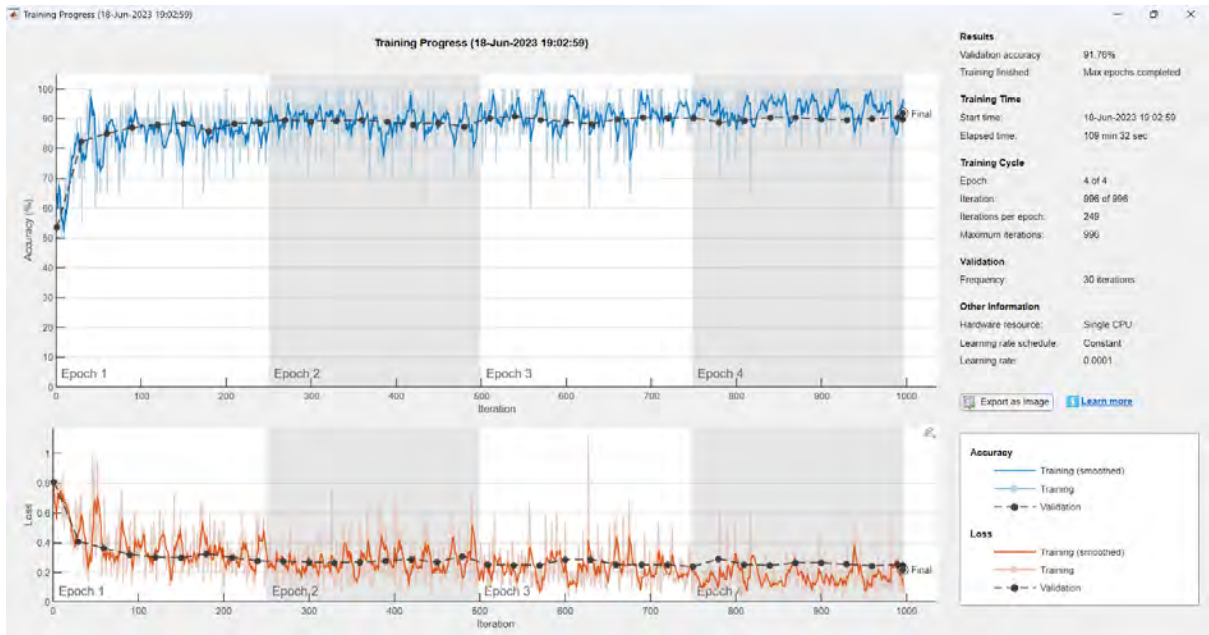 Training Progress (18-Jun-2023 19:02:59)
Training Progress (18-Jun-2023 19:02:59)
Accuracy (%)
100
90
80
70
60
50
40
30
20
10
0
Epoch 1
Epoch 2
Epoch 3
Epoch 4
Final
0
100
200
300
400
500
600
700
800
900
1000
Iteration
Loss
1
0.8
0.6
0.4
0.2
0
Epoch 1
Epoch 2
Epoch 3
Epoch 4
Final
0
100
200
300
400
500
600
700
800
900
1000
Iteration
Results
Validation accuracy 91.76%
Training finished: Max epochs completed
Training Time
Start time: 18-Jun-2023 19:02:59
Elapsed time: 109 min 32 sec
Training Cycle
Epoch: 4 of 4
Iteration: 996 of 996
Iterations per epoch: 249
Maximum iterations: 996
Validation
Frequency: 30 iterations
Other Information
Hardware resource: Single CPU
Learning rate schedule: Constant
Learning rate: 0.0001
Export as Image
i Learn more
Accuracy
Training (smoothed)
Training
Validation
Loss
Training (smoothed)
Training
Validation